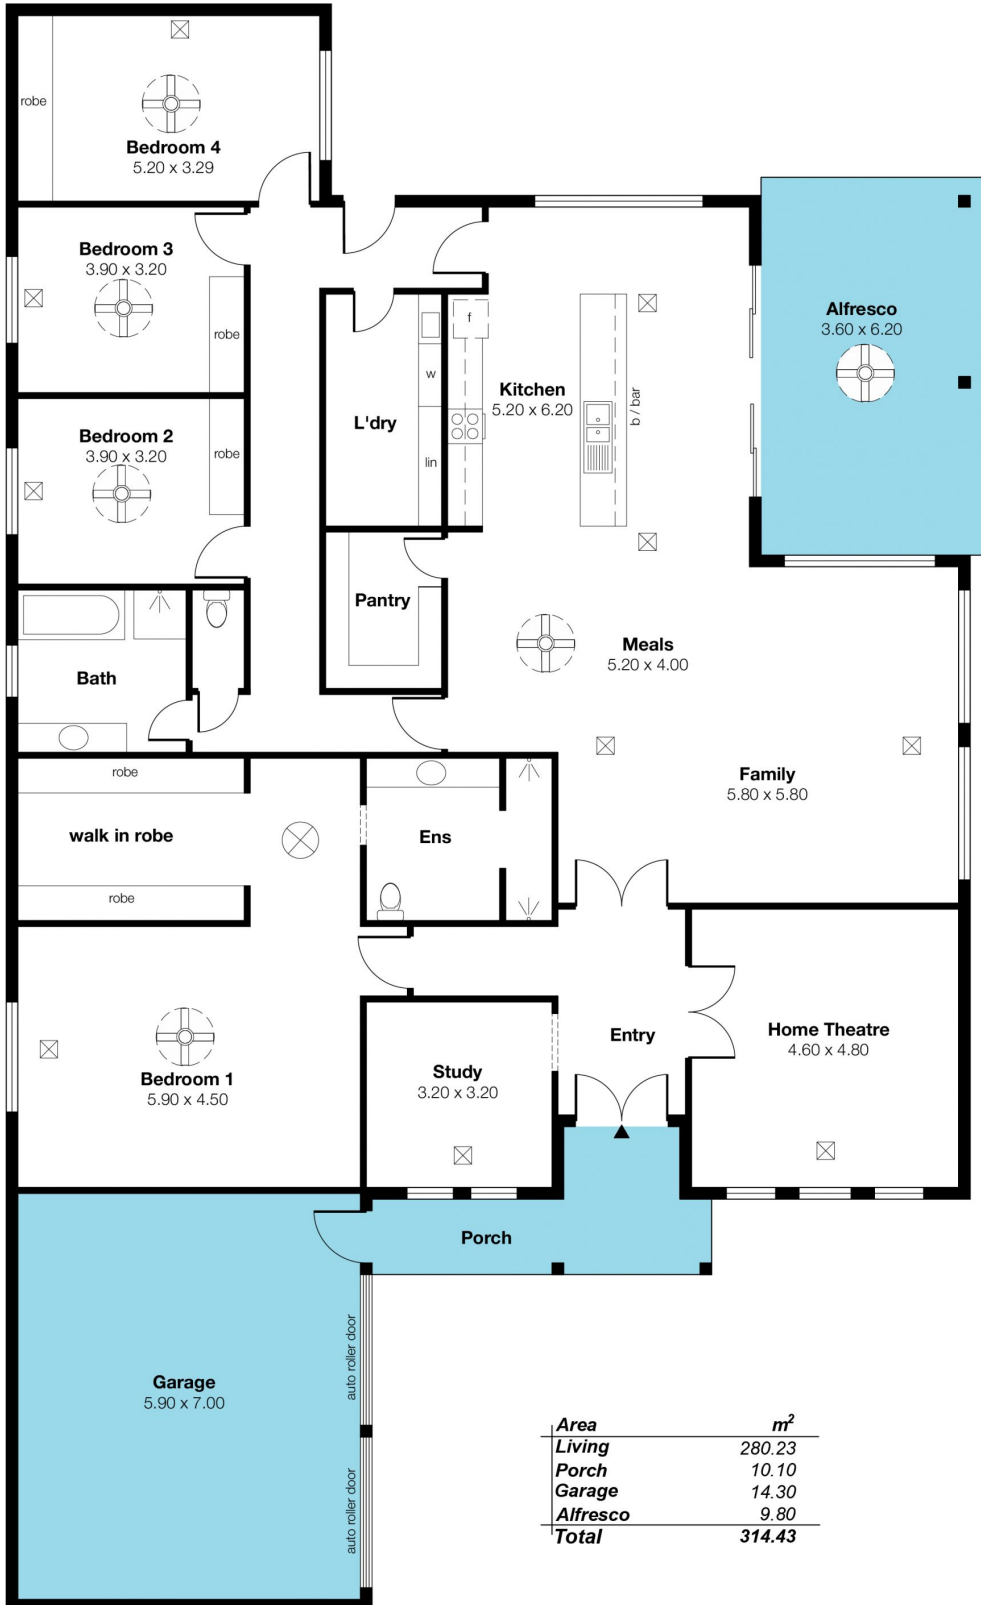 robe
Bedroom 4
5.20 x 3.29
Bedroom 3
3.90 x 3.20
robe
Alfresco
3.60 x 6.20
f
w
lin
L'dry
Kitchen
5.20 x 6.20
b / bar
Bedroom 2
3.90 x 3.20
robe
Pantry
Meals
5.20 x 4.00
Bath
Family
5.80 x 5.80
robe
walk in robe
robe
Ens
Bedroom 1
5.90 x 4.50
Study
3.20 x 3.20
Entry
Home Theatre
4.60 x 4.80
Porch
Garage
5.90 x 7.00
auto roller door
auto roller door
Area m²
Living 280.23
Porch 10.10
Garage 14.30
Alfresco 9.80
Total 314.43